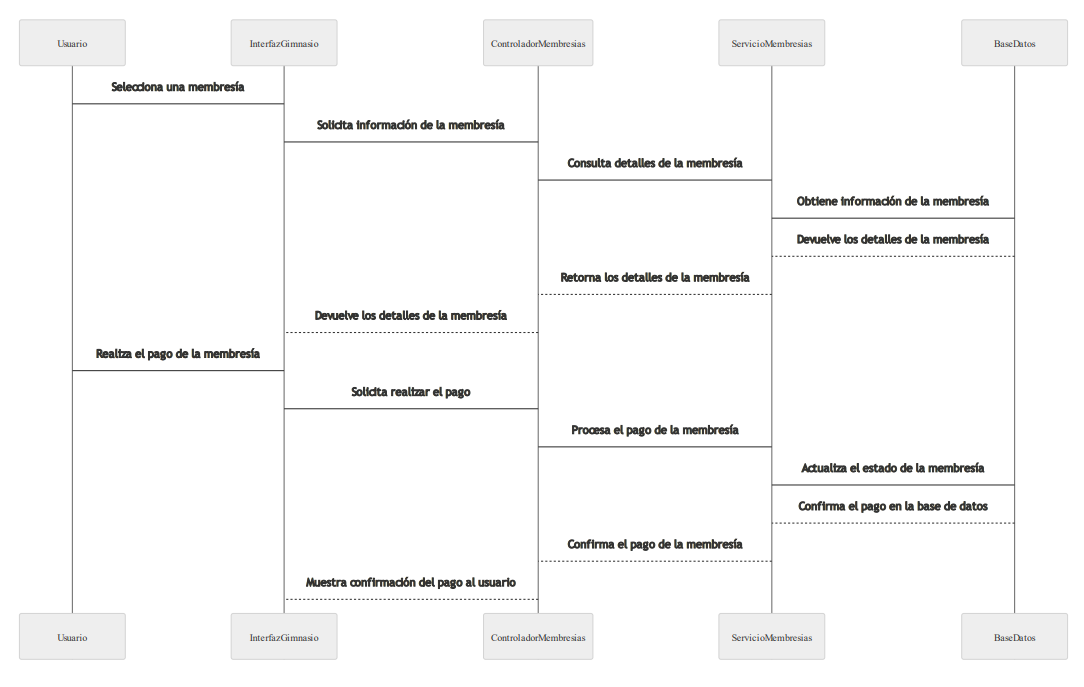 Usuario
InterfazGimnasio
ControladorMembresias
ServicioMembresias
BaseDatos
Selecciona una membresía
Solicita información de la membresía
Consulta detalles de la membresía
Obtiene información de la membresía
Devuelve los detalles de la membresía
Retorna los detalles de la membresía
Devuelve los detalles de la membresía
Realiza el pago de la membresía
Solicita realizar el pago
Procesa el pago de la membresía
Actualiza el estado de la membresía
Confirma el pago en la base de datos
Confirma el pago de la membresía
Muestra confirmación del pago al usuario
Usuario
InterfazGimnasio
ControladorMembresias
ServicioMembresias
BaseDatos